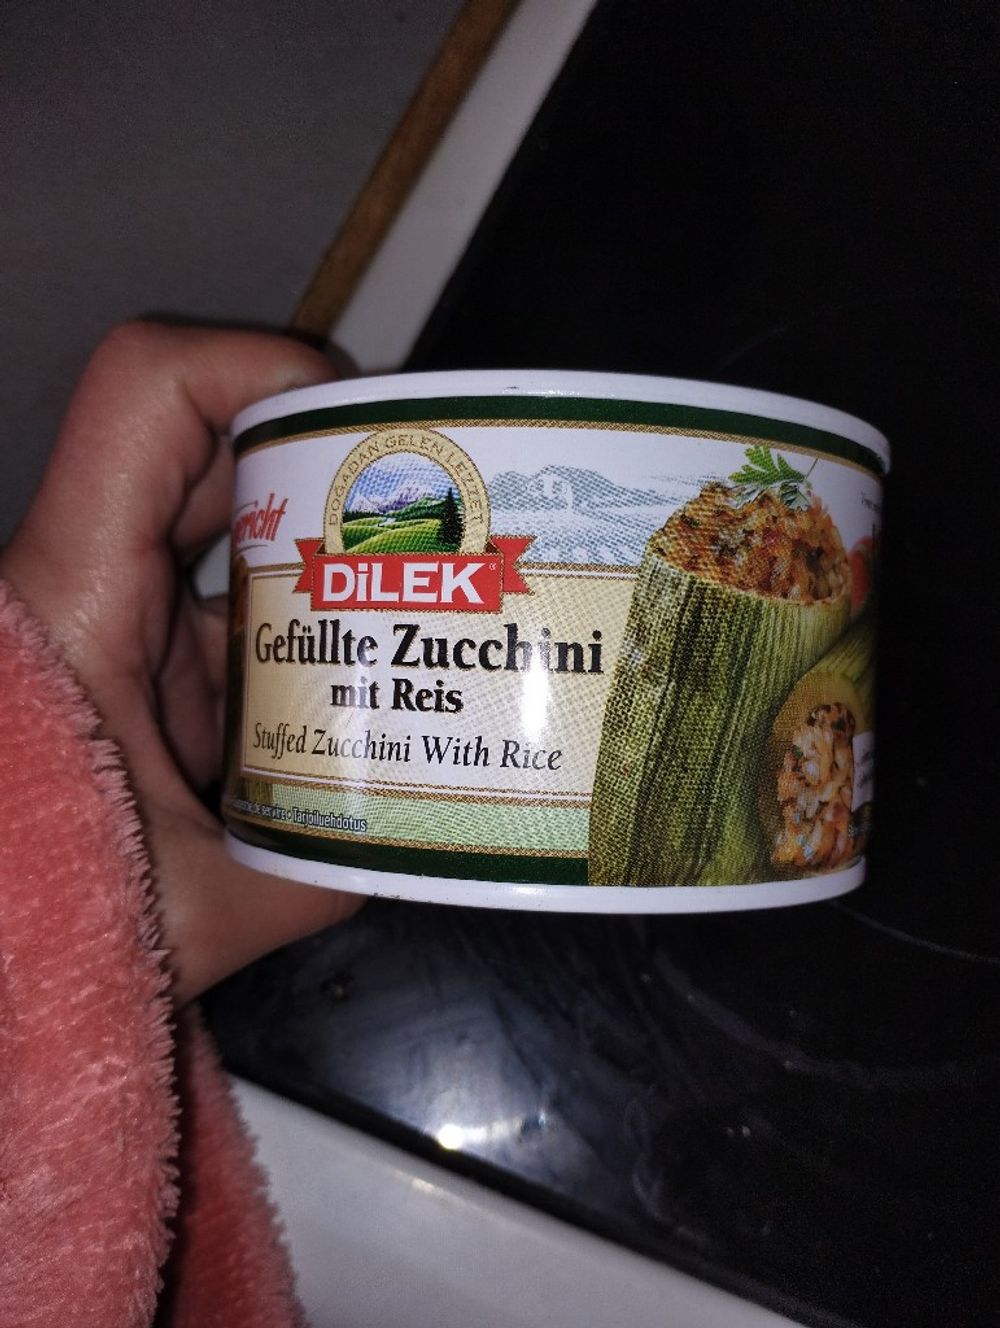 DOĞADAN GELEN LEZZET
DiLEK®
Gefüllte Zucchini
mit Reis
Stuffed Zucchini With Rice
• Tarjoiluehdotus